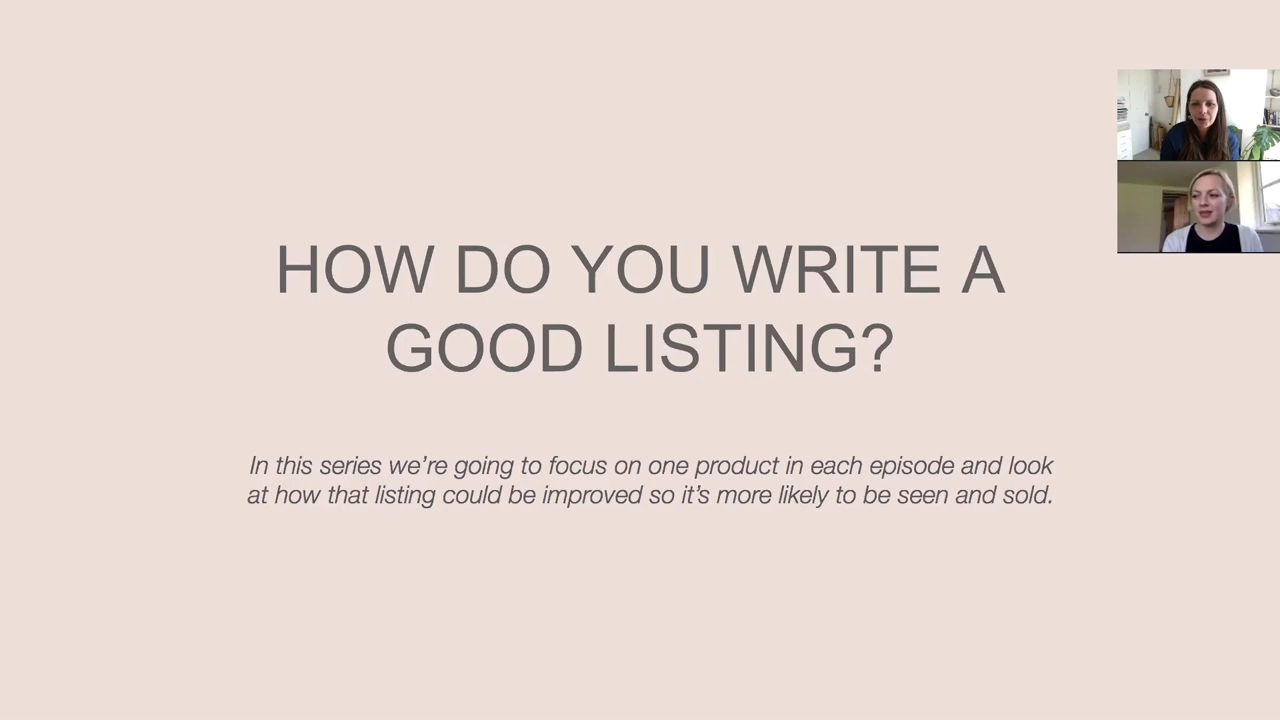 HOW DO YOU WRITE A
GOOD LISTING?
In this series we're going to focus on one product in each episode and look
at how that listing could be improved so it's more likely to be seen and sold.